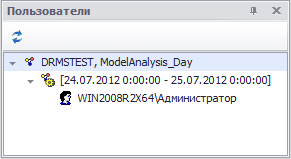 Пользователи
DRMSTEST, ModelAnalysis_Day
[24.07.2012 0:00:00 - 25.07.2012 0:00:00]
WIN2008R2X64\Администратор